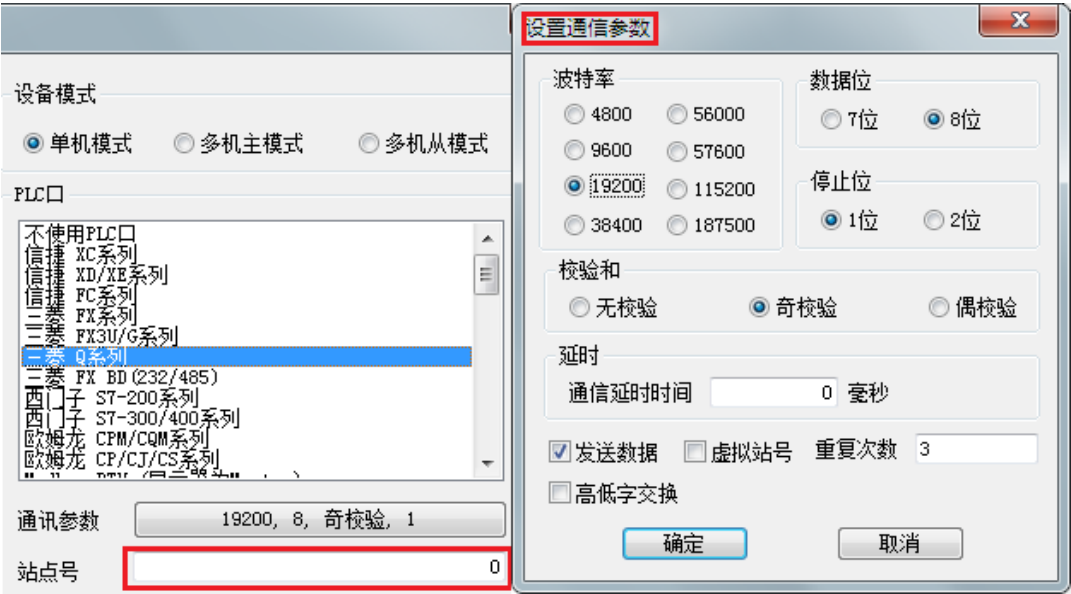 设备模式
单机模式 多机主模式 多机从模式
PLC口
不使用PLC口
信捷 XC系列
信捷 XD/XE系列
信捷 FC系列
三菱 FX系列
三菱 FX3U/G系列
三菱 Q系列
三菱 FX BD(232/485)
西门子 S7-200系列
西门子 S7-300/400系列
欧姆龙 CPM/CQM系列
欧姆龙 CP/CJ/CS系列
通讯参数 19200, 8, 奇校验, 1
站点号 0
设置通信参数
波特率
4800 56000
9600 57600
19200 115200
38400 187500
数据位
7位 8位
停止位
1位 2位
校验和
无校验 奇校验 偶校验
延时
通信延时时间 0 毫秒
发送数据 虚拟站号 重复次数 3
高低字交换
确定 取消